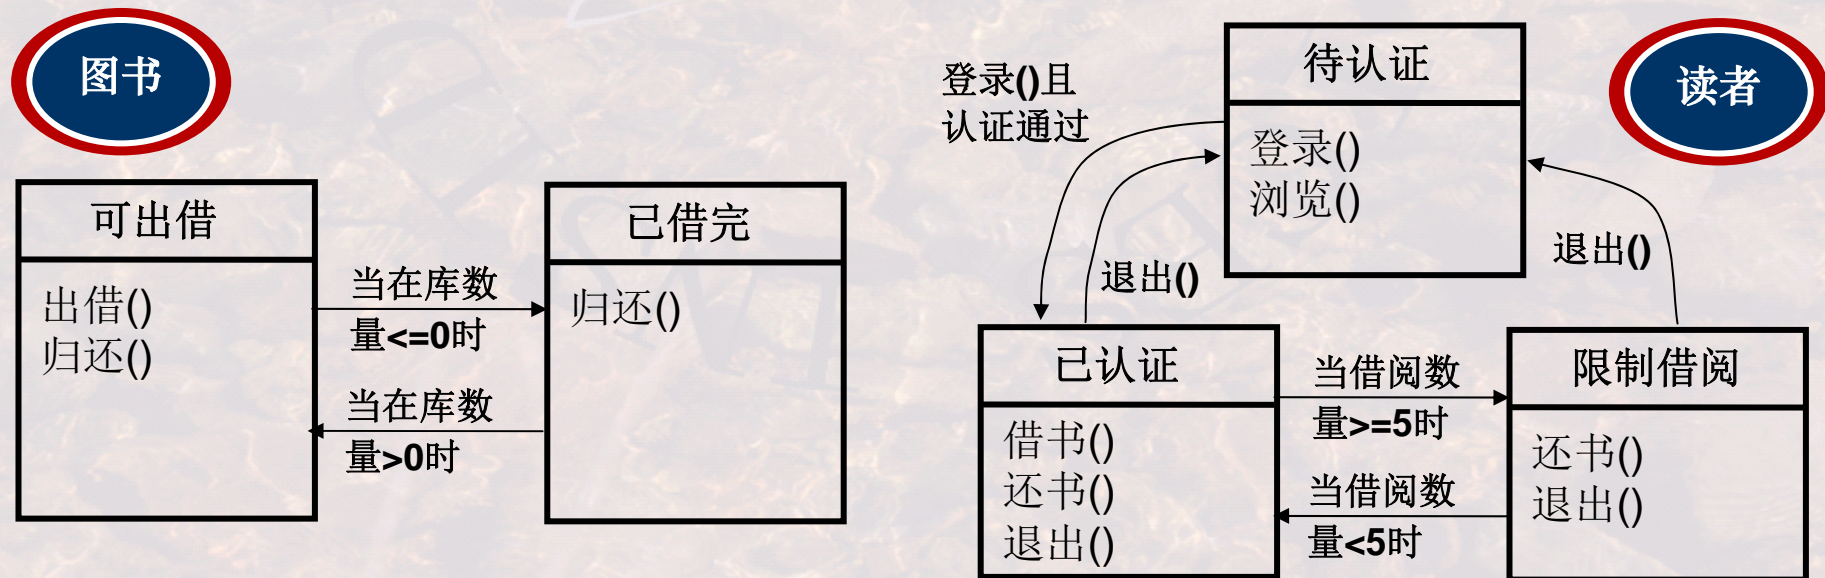 图书
可出借
出借()
归还()
当在库数
量<=0时
当在库数
量>0时
已借完
归还()
读者
登录()且
认证通过
待认证
登录()
浏览()
退出()
退出()
已认证
借书()
还书()
退出()
当借阅数
量>=5时
当借阅数
量<5时
限制借阅
还书()
退出()